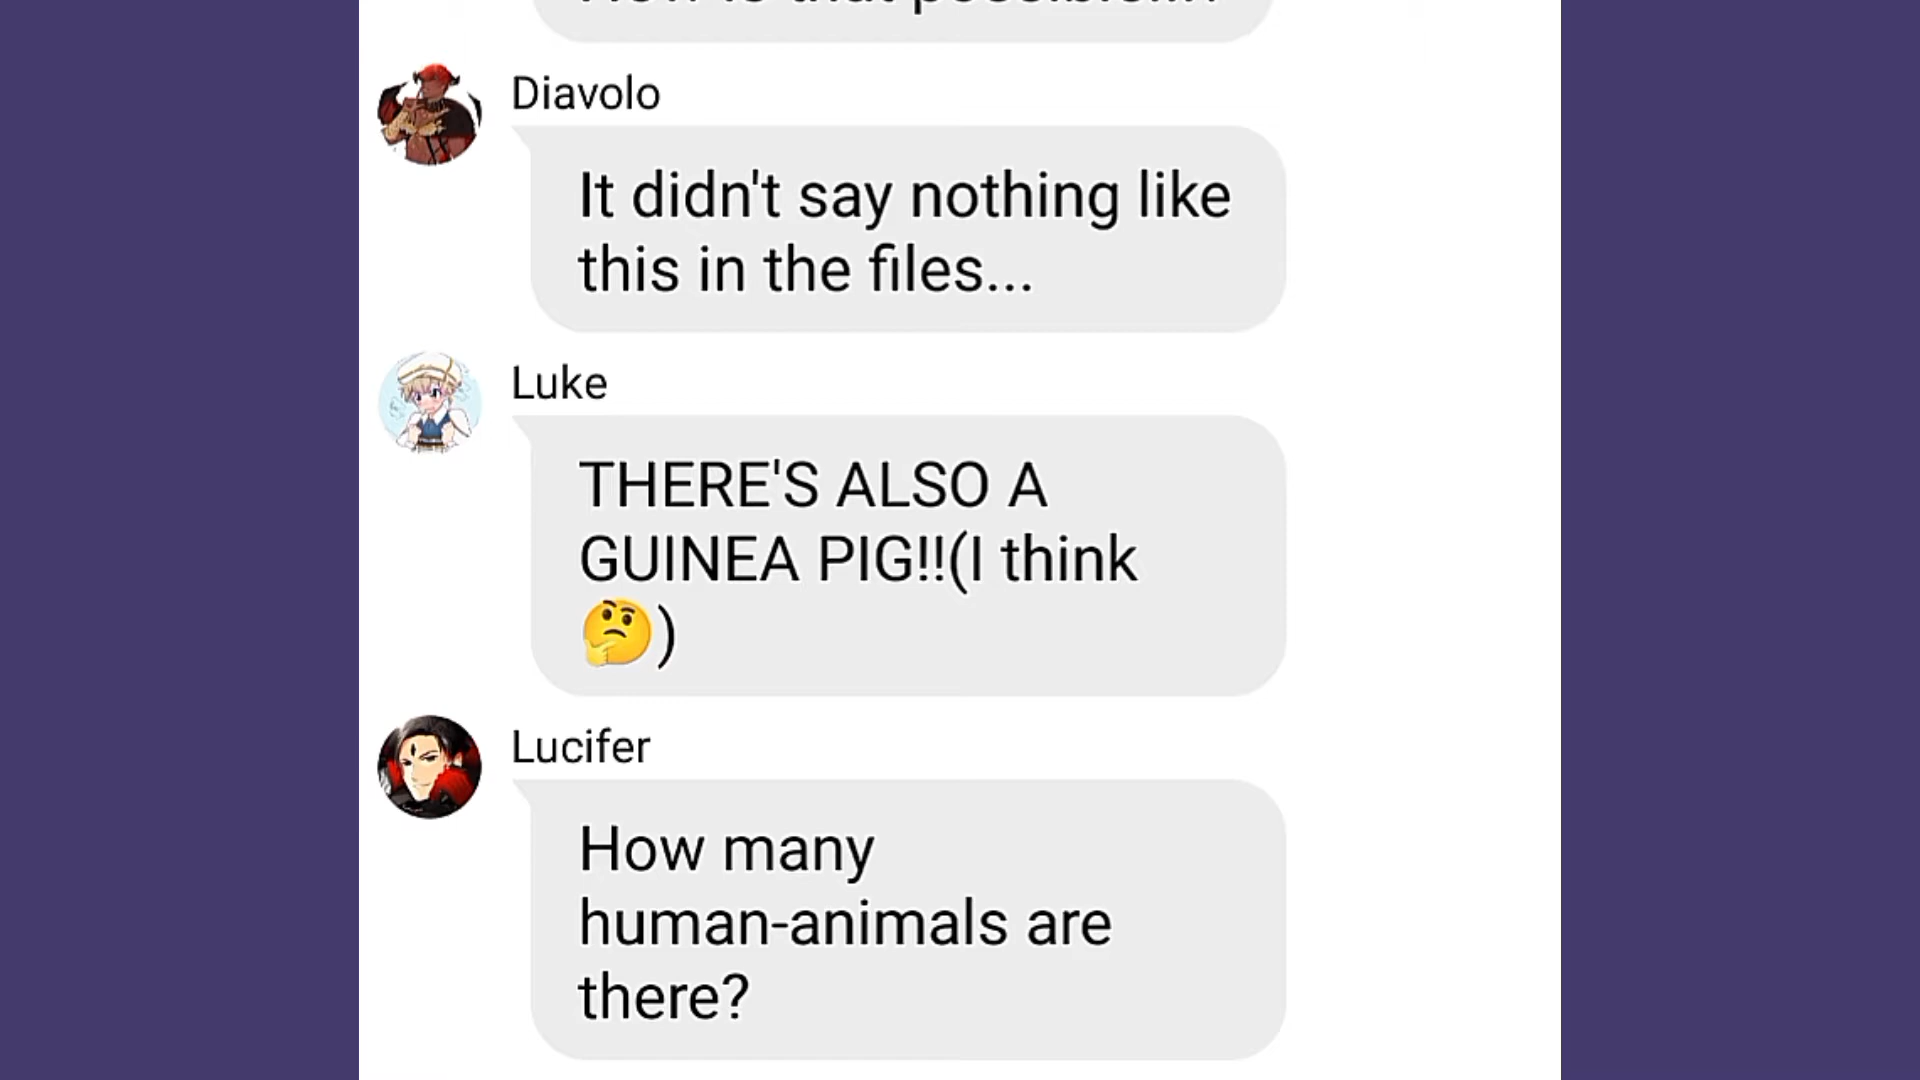 Diavolo
It didn't say nothing like
this in the files...
Luke
THERE'S ALSO A
GUINEA PIG!!(I think
🤔)
Lucifer
How many
human-animals are
there?